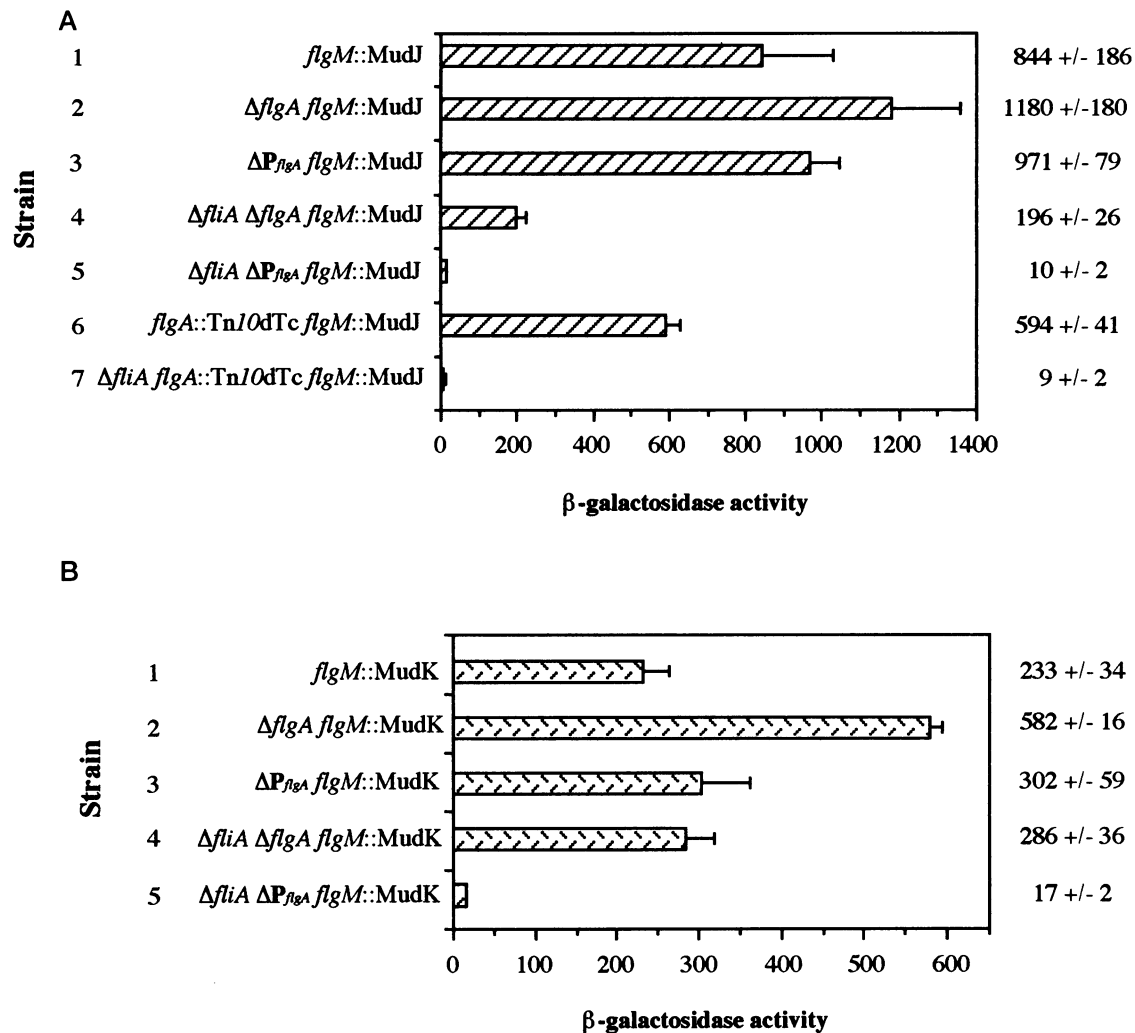 A
1 flgM::MudJ 844 +/- 186
2 ΔflgA flgM::MudJ 1180 +/-180
3 ΔPflgA flgM::MudJ 971 +/- 79
4 ΔfliA ΔflgA flgM::MudJ 196 +/- 26
5 ΔfliA ΔPflgA flgM::MudJ 10 +/- 2
6 flgA::Tn10dTc flgM::MudJ 594 +/- 41
7 ΔfliA flgA::Tn10dTc flgM::MudJ 9 +/- 2
Strain
0 200 400 600 800 1000 1200 1400
β-galactosidase activity
B
1 flgM::MudK 233 +/- 34
2 ΔflgA flgM::MudK 582 +/- 16
3 ΔPflgA flgM::MudK 302 +/- 59
4 ΔfliA ΔflgA flgM::MudK 286 +/- 36
5 ΔfliA ΔPflgA flgM::MudK 17 +/- 2
Strain
0 100 200 300 400 500 600
β-galactosidase activity